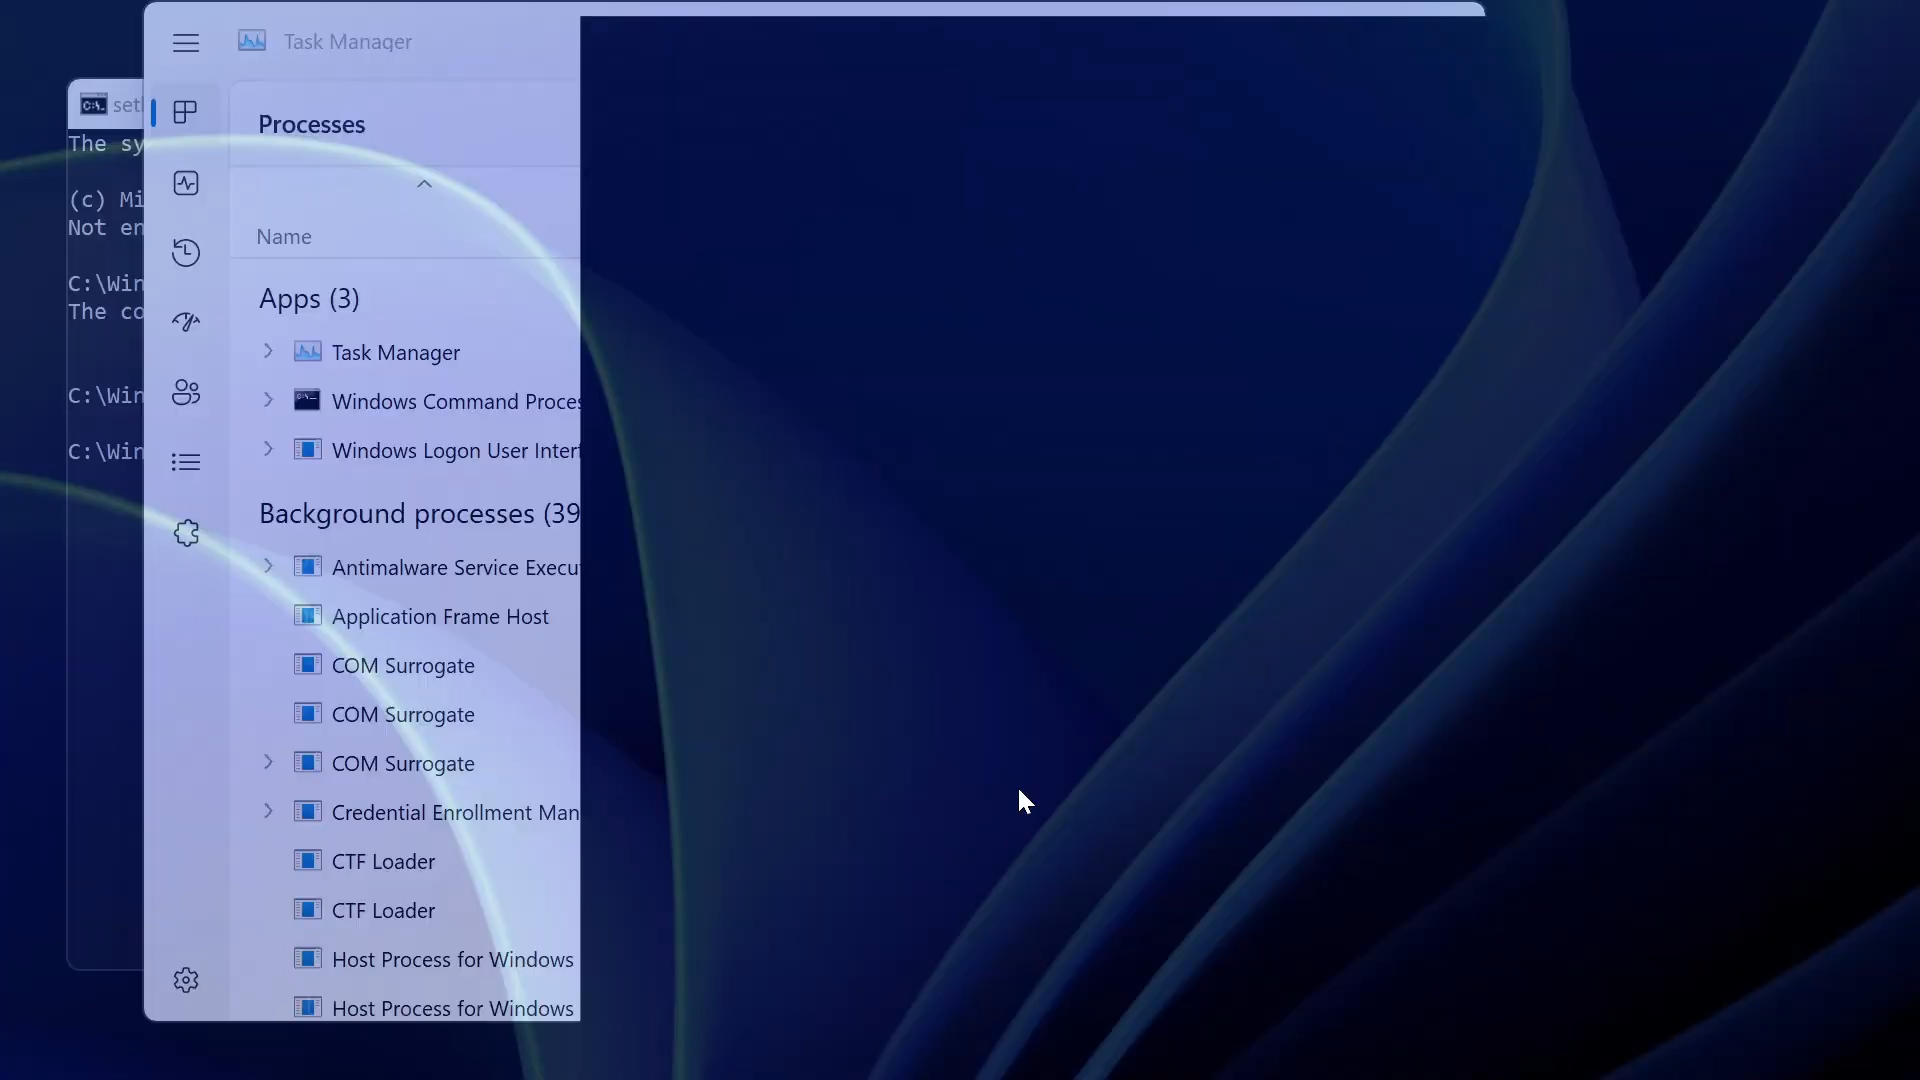 Task Manager
set
The sy
Processes
(c) Mi
Not en
Name
C:\Win
Apps (3)
The co
Task Manager
C:\Win
Windows Command Proces
C:\Win
Windows Logon User Interf
Background processes (39
Antimalware Service Execu
Application Frame Host
COM Surrogate
COM Surrogate
COM Surrogate
Credential Enrollment Man
CTF Loader
CTF Loader
Host Process for Windows
Host Process for Windows